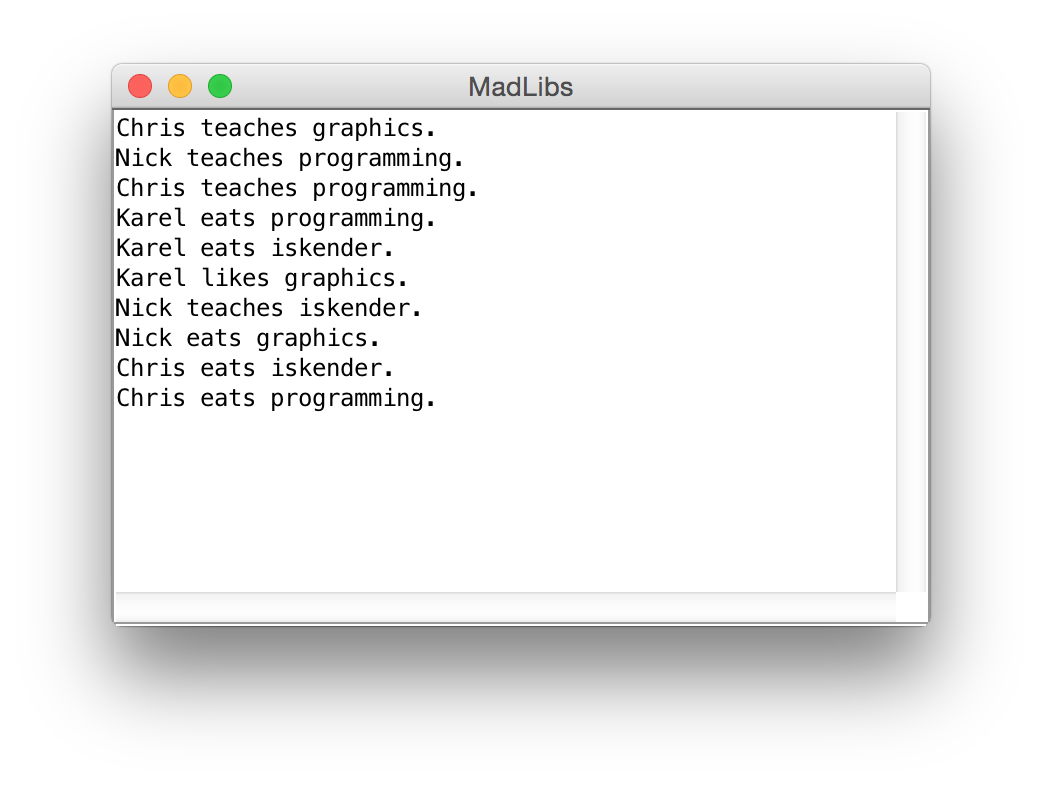 MadLibs
Chris teaches graphics.
Nick teaches programming.
Chris teaches programming.
Karel eats programming.
Karel eats iskender.
Karel likes graphics.
Nick teaches iskender.
Nick eats graphics.
Chris eats iskender.
Chris eats programming.